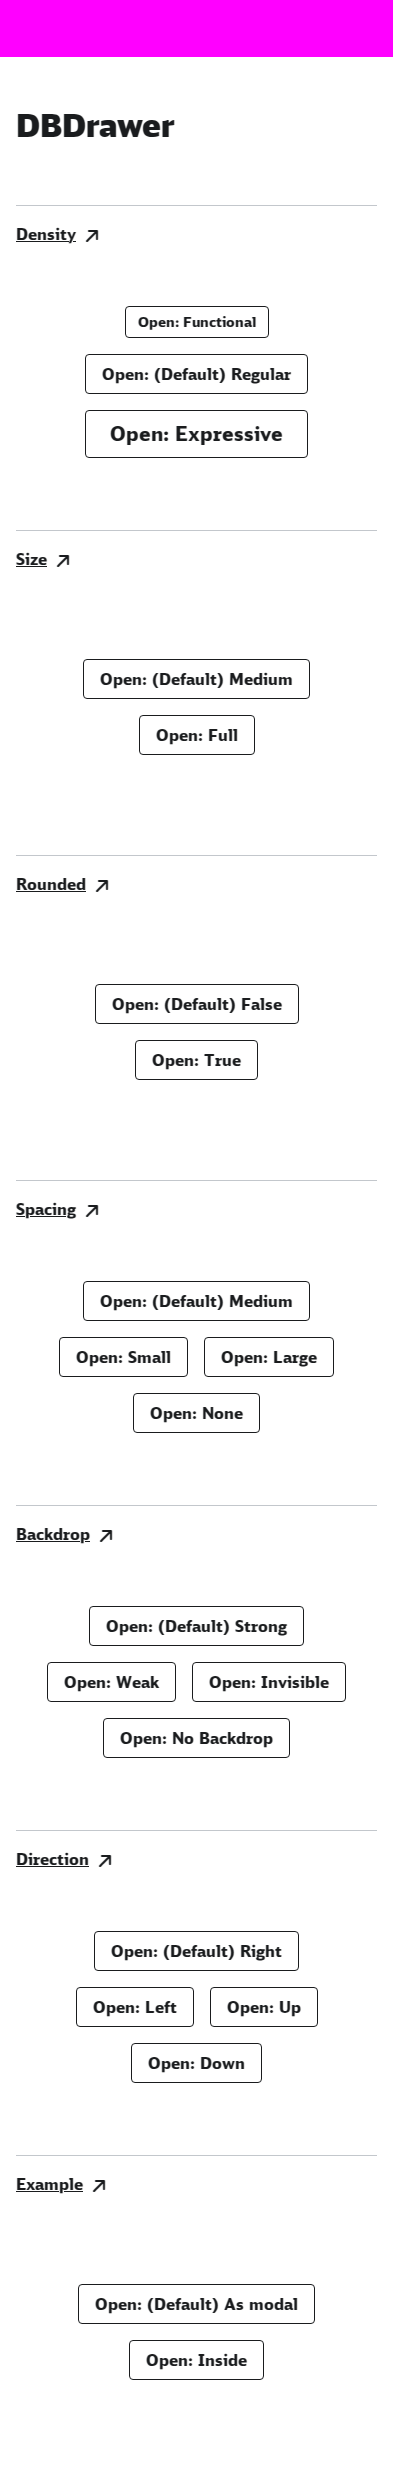 DBDrawer
Density
Open: Functional
Open: (Default) Regular
Open: Expressive
Size
Open: (Default) Medium
Open: Full
Rounded
Open: (Default) False
Open: True
Spacing
Open: (Default) Medium
Open: Small Open: Large
Open: None
Backdrop
Open: (Default) Strong
Open: Weak Open: Invisible
Open: No Backdrop
Direction
Open: (Default) Right
Open: Left Open: Up
Open: Down
Example
Open: (Default) As modal
Open: Inside